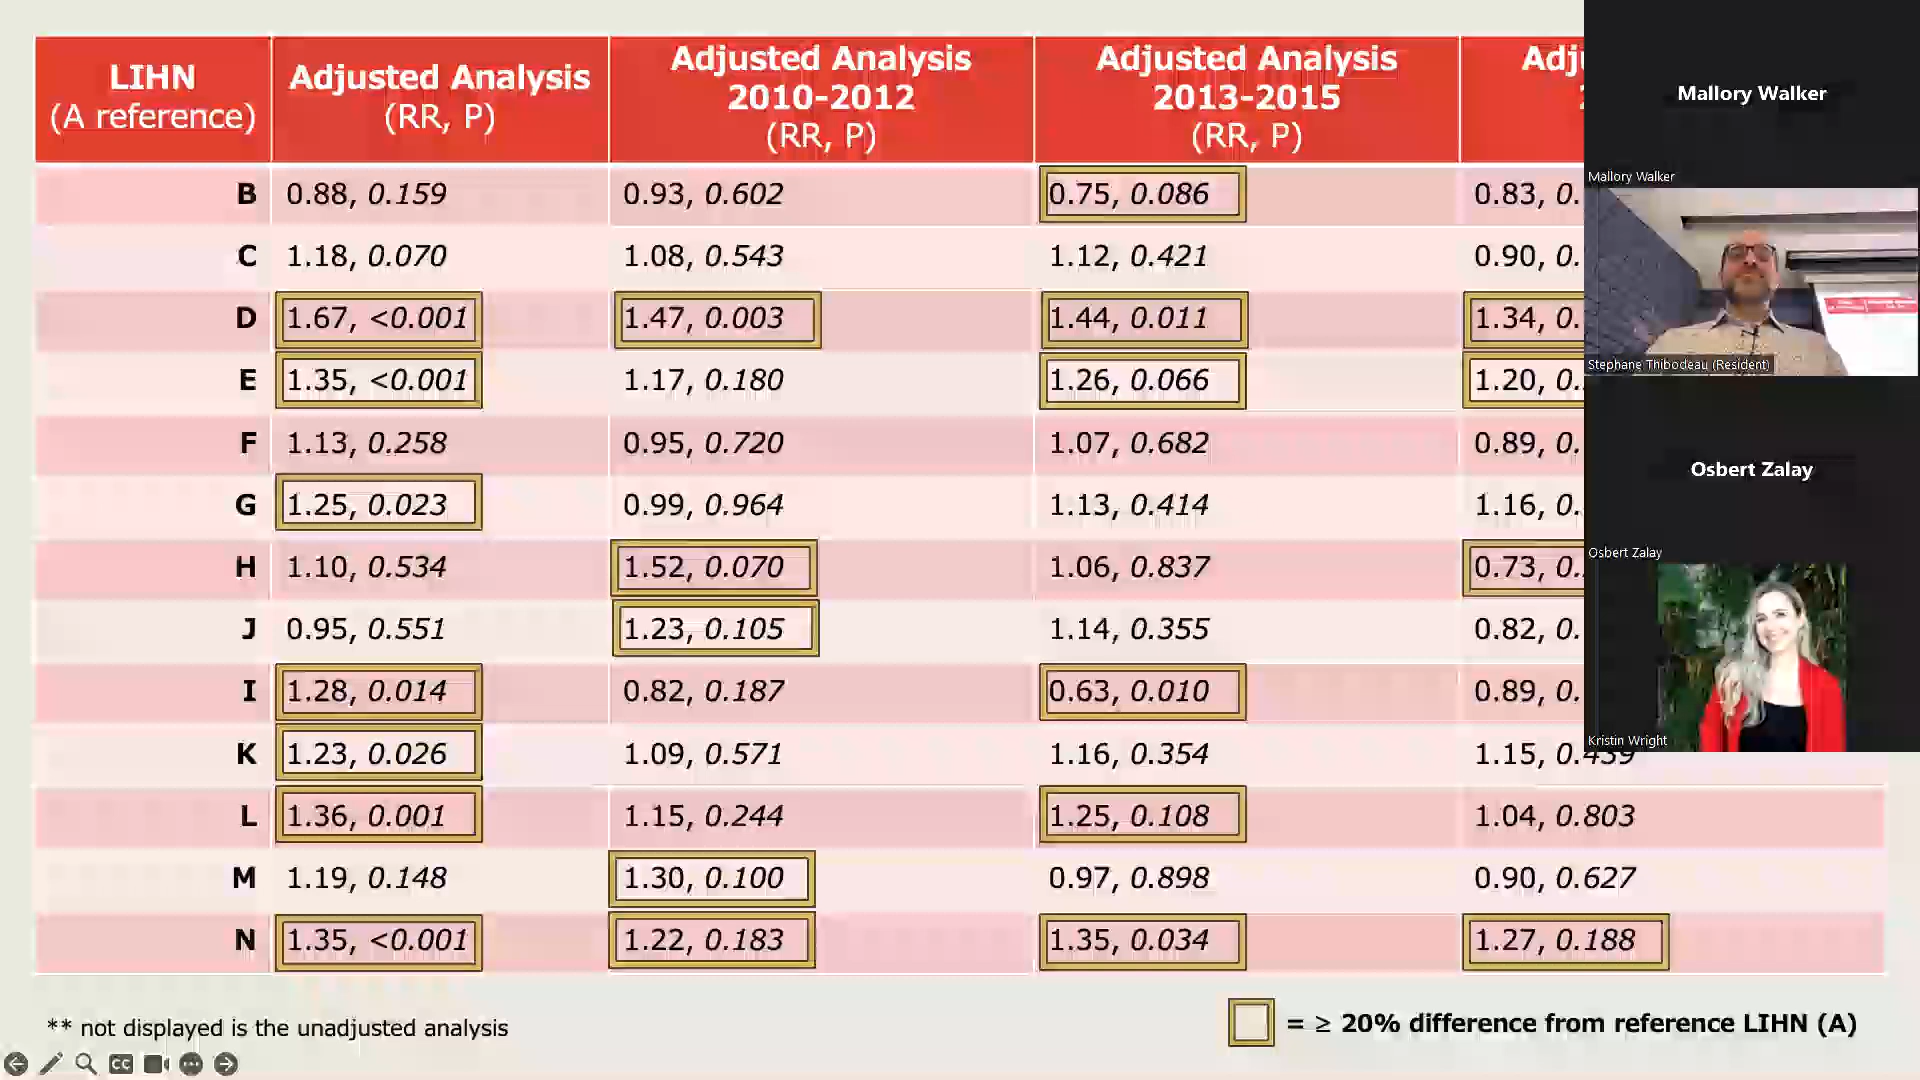 LIHN
(A reference)
Adjusted Analysis
(RR, P)
Adjusted Analysis
2010-2012
(RR, P)
Adjusted Analysis
2013-2015
(RR, P)
B 0.88, 0.159 0.93, 0.602 0.75, 0.086 0.83, 0.
C 1.18, 0.070 1.08, 0.543 1.12, 0.421 0.90, 0.
D 1.67, <0.001 1.47, 0.003 1.44, 0.011 1.34, 0.
E 1.35, <0.001 1.17, 0.180 1.26, 0.066 1.20, 0.
F 1.13, 0.258 0.95, 0.720 1.07, 0.682 0.89, 0.
G 1.25, 0.023 0.99, 0.964 1.13, 0.414 1.16, 0.
H 1.10, 0.534 1.52, 0.070 1.06, 0.837 0.73, 0.
J 0.95, 0.551 1.23, 0.105 1.14, 0.355 0.82, 0.
I 1.28, 0.014 0.82, 0.187 0.63, 0.010 0.89, 0.
K 1.23, 0.026 1.09, 0.571 1.16, 0.354 1.15, 0.459
L 1.36, 0.001 1.15, 0.244 1.25, 0.108 1.04, 0.803
M 1.19, 0.148 1.30, 0.100 0.97, 0.898 0.90, 0.627
N 1.35, <0.001 1.22, 0.183 1.35, 0.034 1.27, 0.188
** not displayed is the unadjusted analysis
= ≥ 20% difference from reference LIHN (A)
CC
Mallory Walker
Mallory Walker
Stephane Thibodeau (Resident)
Osbert Zalay
Osbert Zalay
Kristin Wright